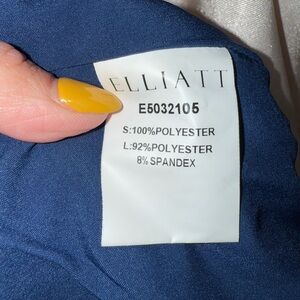 ELLIATT
E5032105
S:100%POLYESTER
L:92%POLYESTER
8% SPANDEX